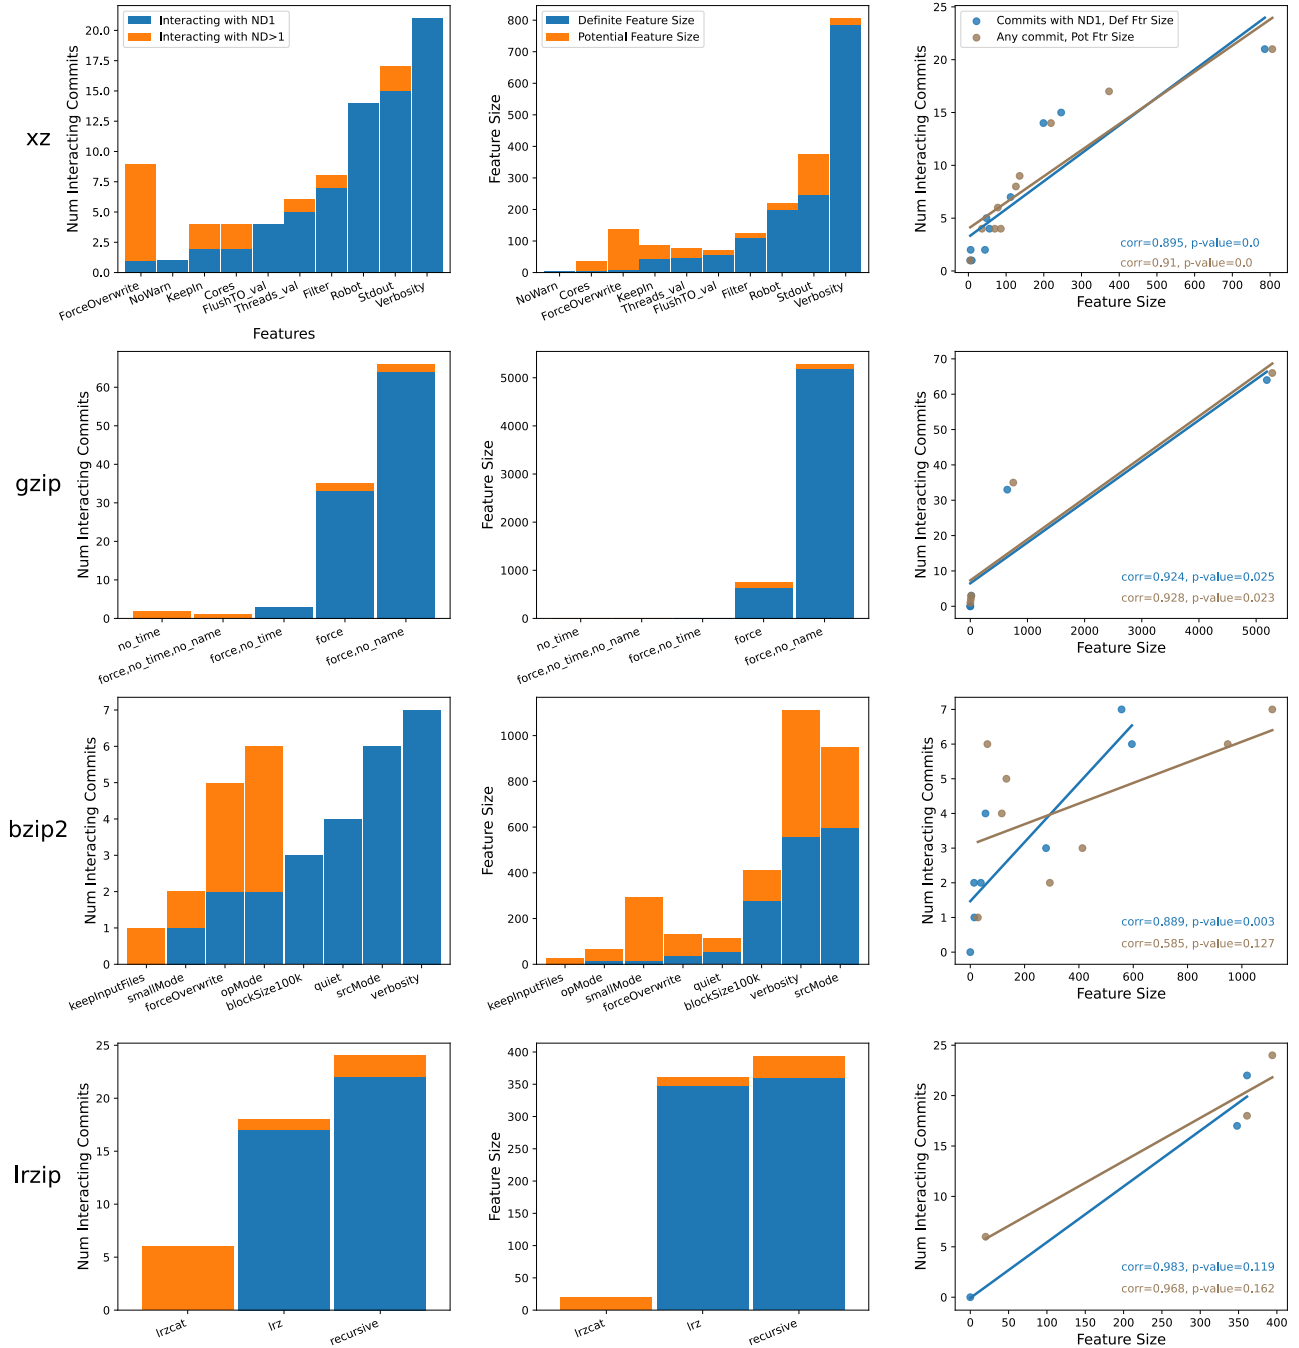 xz
Num Interacting Commits
Interacting with ND1
Interacting with ND>1
20.0
17.5
15.0
12.5
10.0
7.5
5.0
2.5
0.0
ForceOverwrite
NoWarn
KeepIn
Cores
FlushTO_val
Threads_val
Filter
Robot
Stdout
Verbosity
Features
Feature Size
Definite Feature Size
Potential Feature Size
800
700
600
500
400
300
200
100
0
NoWarn
Cores
ForceOverwrite
KeepIn
Threads_val
FlushTO_val
Filter
Robot
Stdout
Verbosity
Num Interacting Commits
Commits with ND1, Def Ftr Size
Any commit, Pot Ftr Size
25
20
15
10
5
0
corr=0.895, p-value=0.0
corr=0.91, p-value=0.0
0 100 200 300 400 500 600 700 800
Feature Size
gzip
Num Interacting Commits
60
50
40
30
20
10
0
no_time
force,no_time,no_name
force,no_time
force
force,no_name
Feature Size
5000
4000
3000
2000
1000
0
no_time
force,no_time,no_name
force,no_time
force
force,no_name
Num Interacting Commits
70
60
50
40
30
20
10
0
corr=0.924, p-value=0.025
corr=0.928, p-value=0.023
0 1000 2000 3000 4000 5000
Feature Size
bzip2
Num Interacting Commits
7
6
5
4
3
2
1
0
keepInputFiles
smallMode
forceOverwrite
opMode
blockSize100k
quiet
srcMode
verbosity
Feature Size
1000
800
600
400
200
0
keepInputFiles
opMode
smallMode
forceOverwrite
quiet
blockSize100k
verbosity
srcMode
Num Interacting Commits
7
6
5
4
3
2
1
0
corr=0.889, p-value=0.003
corr=0.585, p-value=0.127
0 200 400 600 800 1000
Feature Size
lrzip
Num Interacting Commits
25
20
15
10
5
0
lrzcat
lrz
recursive
Feature Size
400
350
300
250
200
150
100
50
0
lrzcat
lrz
recursive
Num Interacting Commits
25
20
15
10
5
0
corr=0.983, p-value=0.119
corr=0.968, p-value=0.162
0 50 100 150 200 250 300 350 400
Feature Size